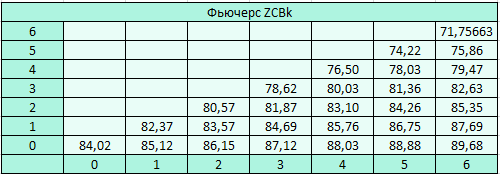 Фьючерс ZCBk
6 71,75663
5 74,22 75,86
4 76,50 78,03 79,47
3 78,62 80,03 81,36 82,63
2 80,57 81,87 83,10 84,26 85,35
1 82,37 83,57 84,69 85,76 86,75 87,69
0 84,02 85,12 86,15 87,12 88,03 88,88 89,68
0 1 2 3 4 5 6